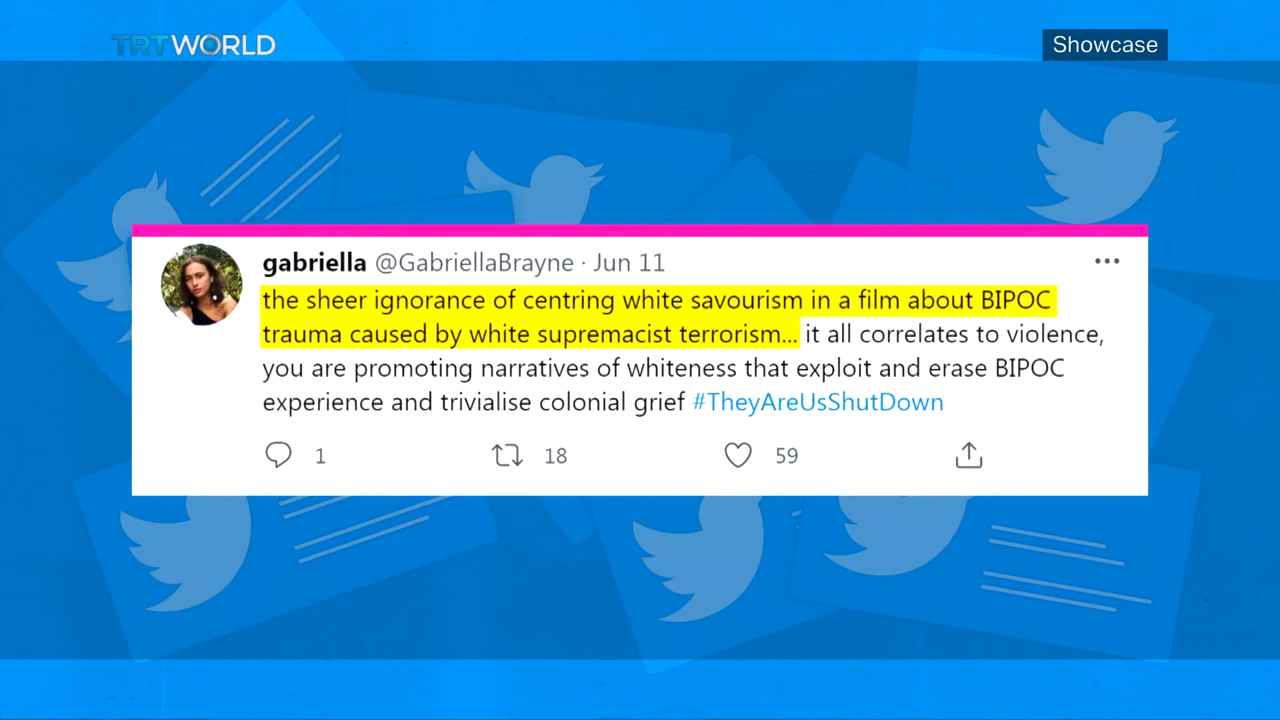 TRT WORLD
Showcase
gabriella @GabriellaBrayne · Jun 11
the sheer ignorance of centring white savourism in a film about BIPOC
trauma caused by white supremacist terrorism... it all correlates to violence,
you are promoting narratives of whiteness that exploit and erase BIPOC
experience and trivialise colonial grief #TheyAreUsShutDown
1 18 59